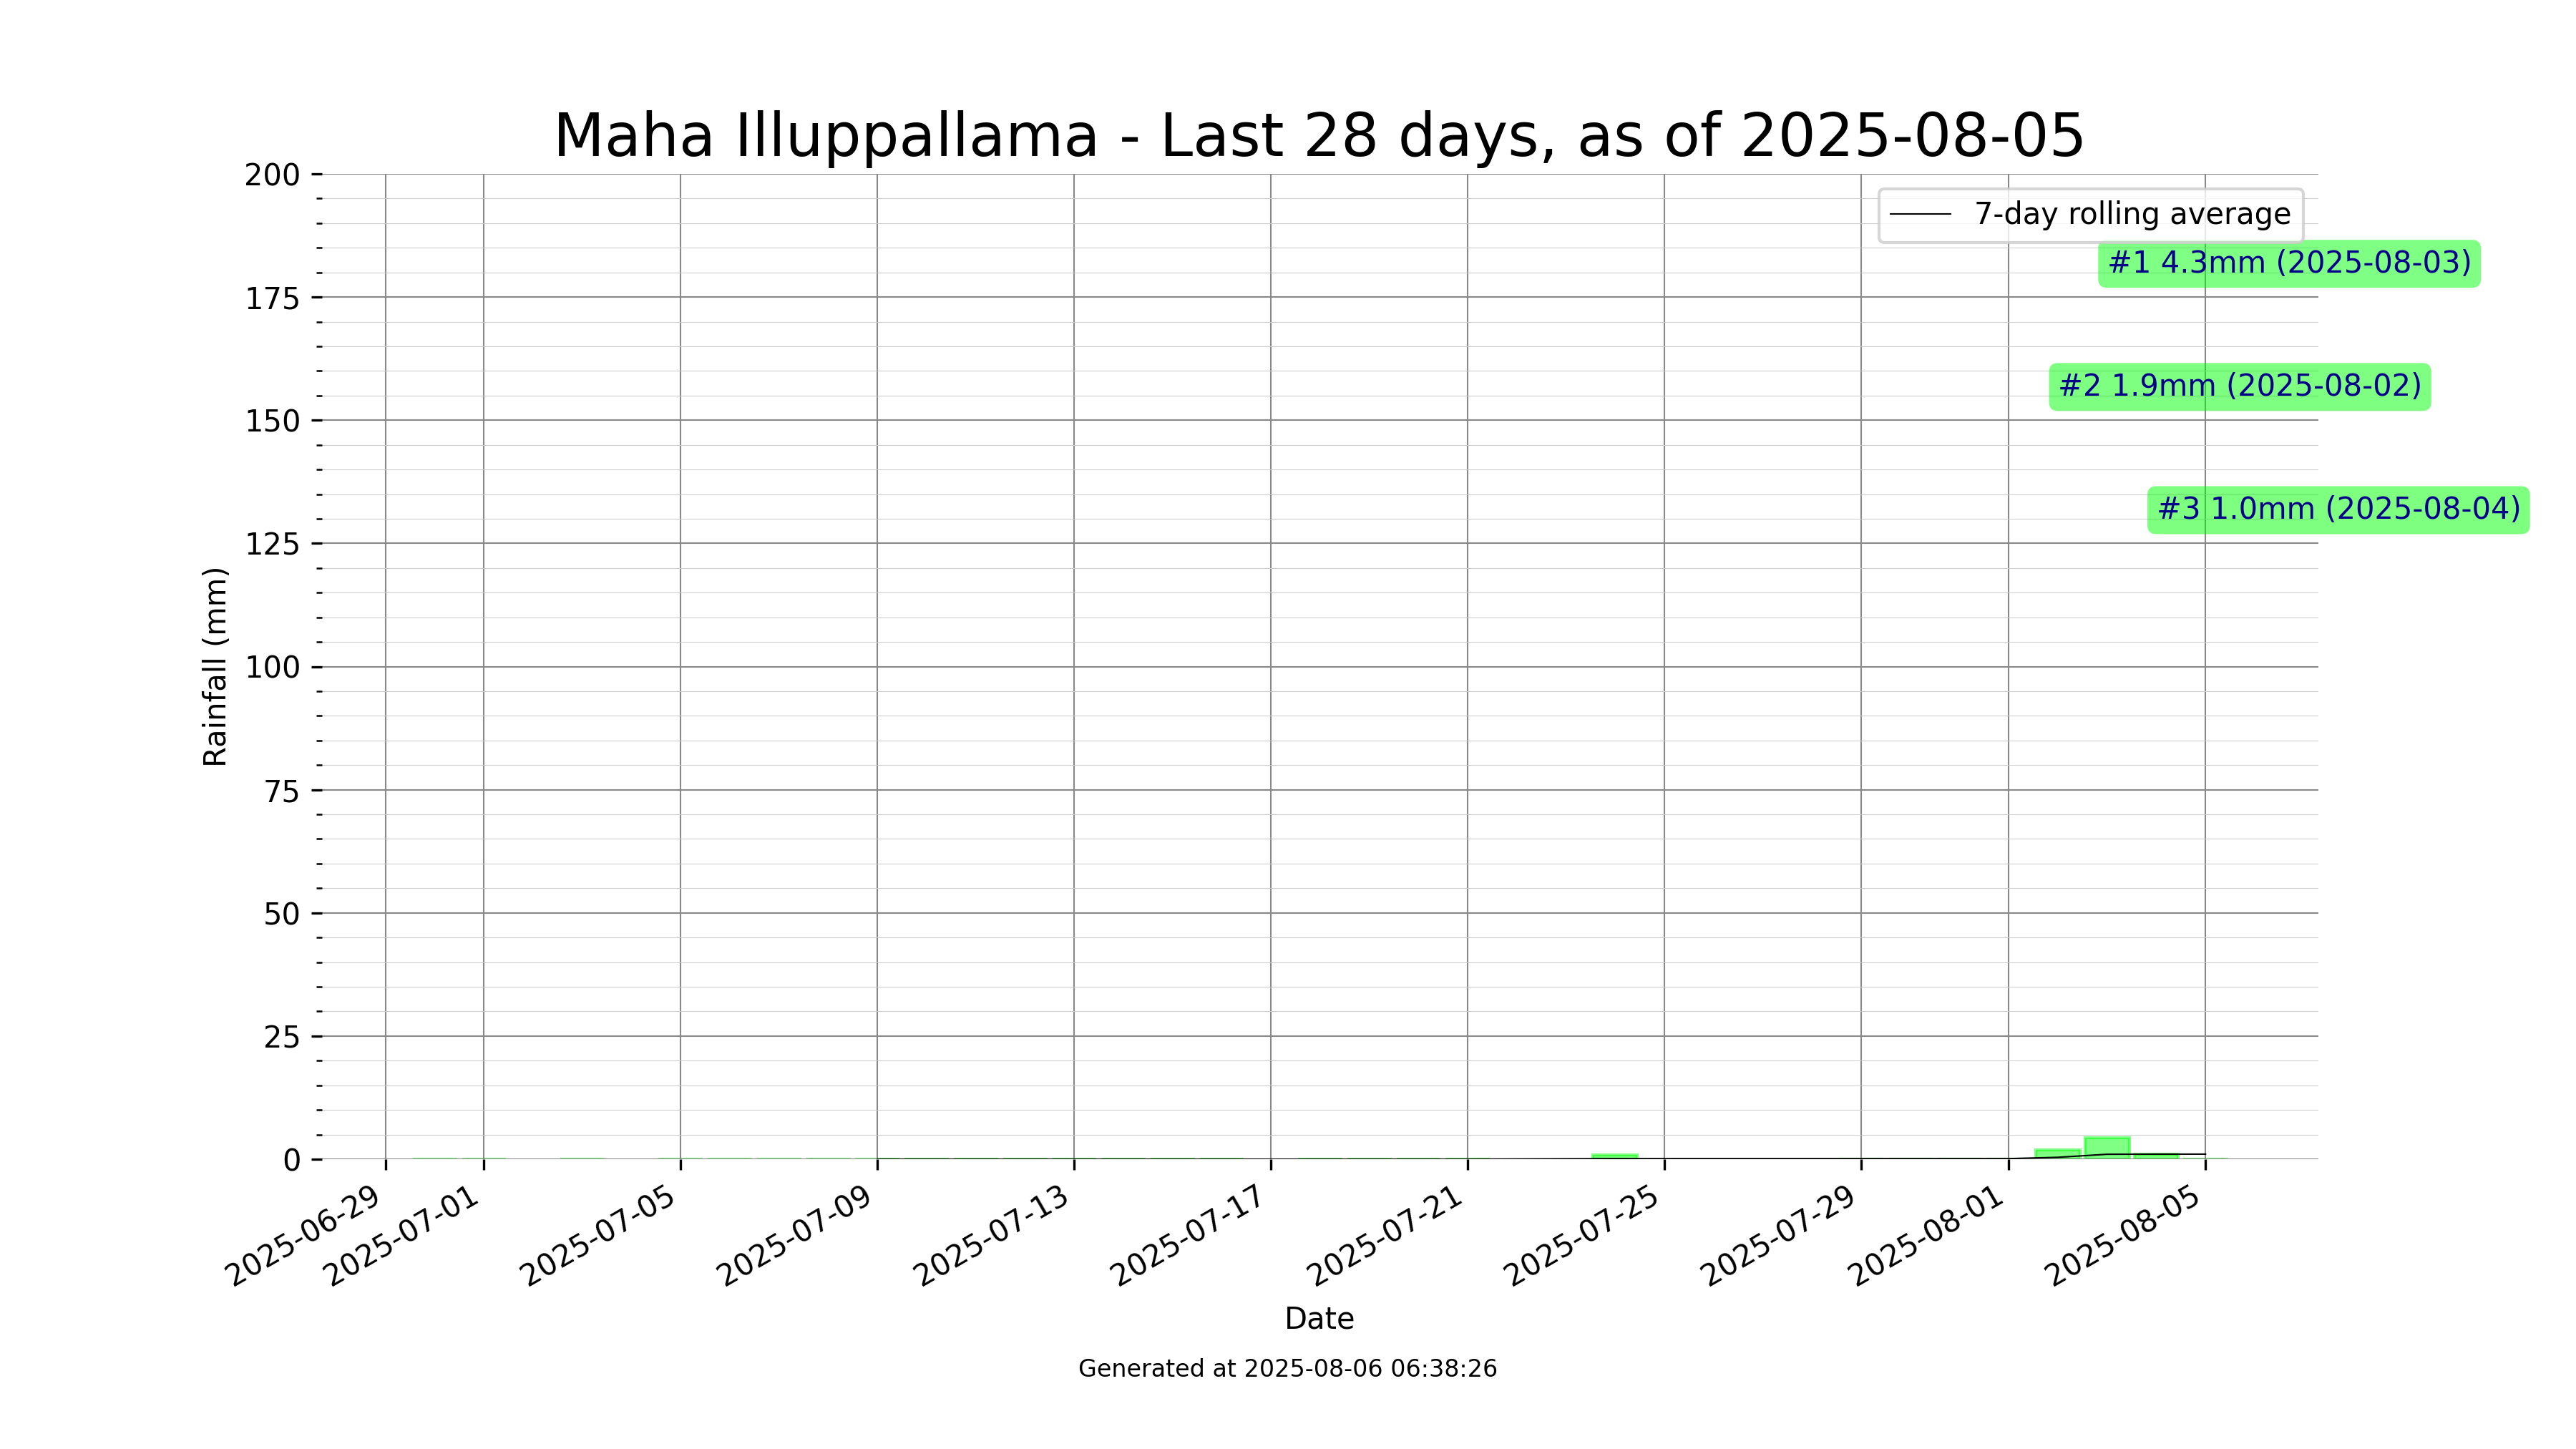 Maha Illuppallama - Last 28 days, as of 2025-08-05
7-day rolling average
#1 4.3mm (2025-08-03)
#2 1.9mm (2025-08-02)
#3 1.0mm (2025-08-04)
Rainfall (mm)
200
175
150
125
100
75
50
25
0
2025-06-29
2025-07-01
2025-07-05
2025-07-09
2025-07-13
2025-07-17
2025-07-21
2025-07-25
2025-07-29
2025-08-01
2025-08-05
Date
Generated at 2025-08-06 06:38:26